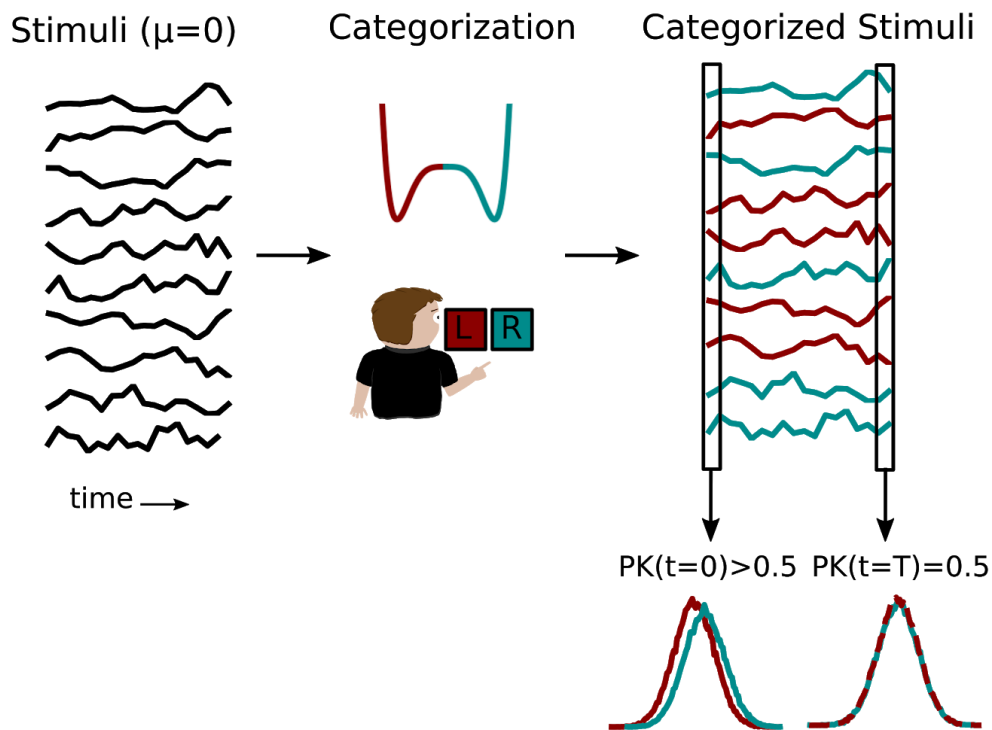 Stimuli (μ=0)
Categorization
Categorized Stimuli
L R
time
PK(t=0)>0.5
PK(t=T)=0.5